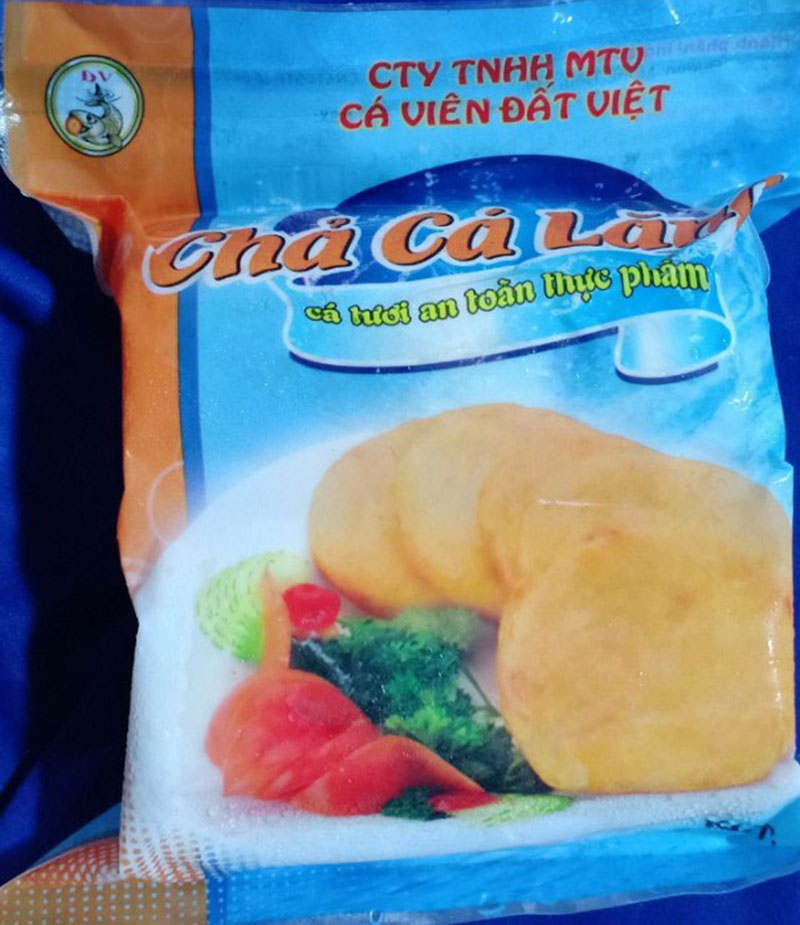 ĐV
CTY TNHH MTV
CÁ VIÊN ĐẤT VIỆT
Chả Cá
cá tươi an toàn thực phẩm